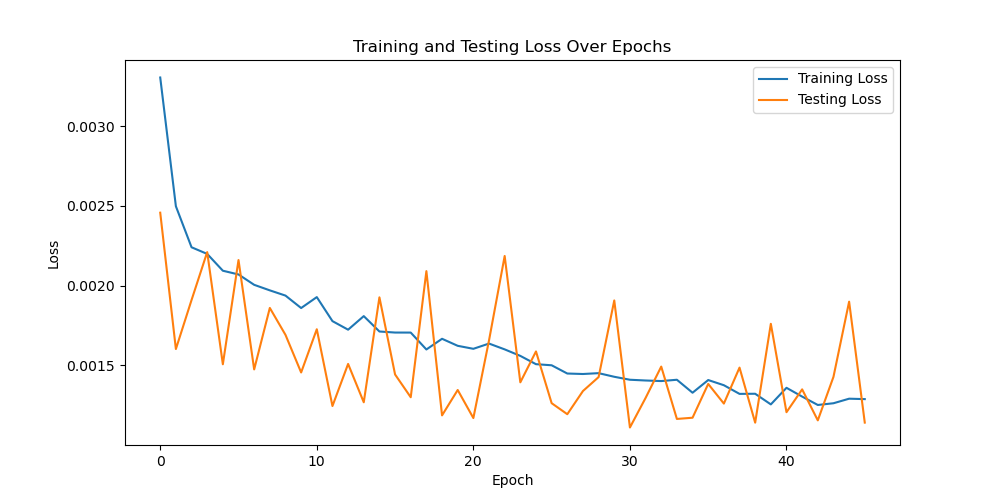 Training and Testing Loss Over Epochs
Training Loss
Testing Loss
0.0030
0.0025
0.0020
0.0015
Loss
0 10 20 30 40
Epoch